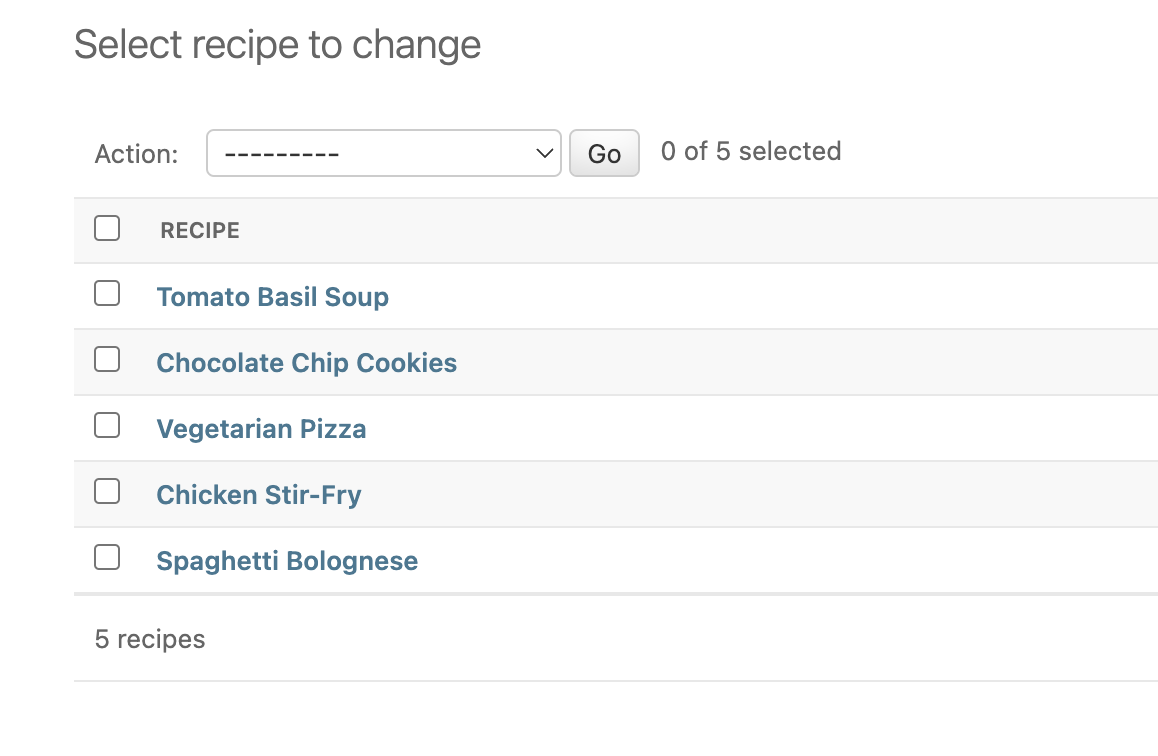 Select recipe to change
Action: --------- Go 0 of 5 selected
RECIPE
Tomato Basil Soup
Chocolate Chip Cookies
Vegetarian Pizza
Chicken Stir-Fry
Spaghetti Bolognese
5 recipes